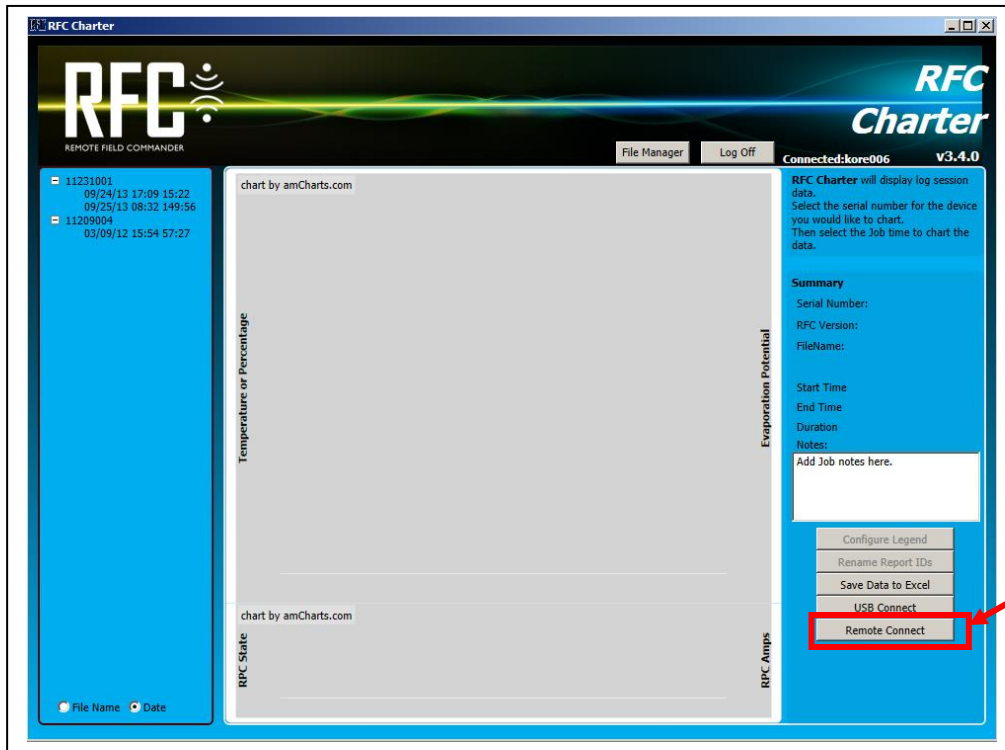 RFC Charter
RFC
REMOTE FIELD COMMANDER
RFC
Charter
File Manager
Log Off
Connected:kore006
v3.4.0
11231001
09/24/13 17:09 15:22
09/25/13 08:32 149:56
11209004
03/09/12 15:54 57:27
File Name
Date
chart by amCharts.com
Temperature or Percentage
Evaporation Potential
chart by amCharts.com
RPC State
RPC Amps
RFC Charter will display log session
data.
Select the serial number for the device
you would like to chart.
Then select the Job time to chart the
data.
Summary
Serial Number:
RFC Version:
FileName:
Start Time
End Time
Duration
Notes:
Add Job notes here.
Configure Legend
Rename Report IDs
Save Data to Excel
USB Connect
Remote Connect